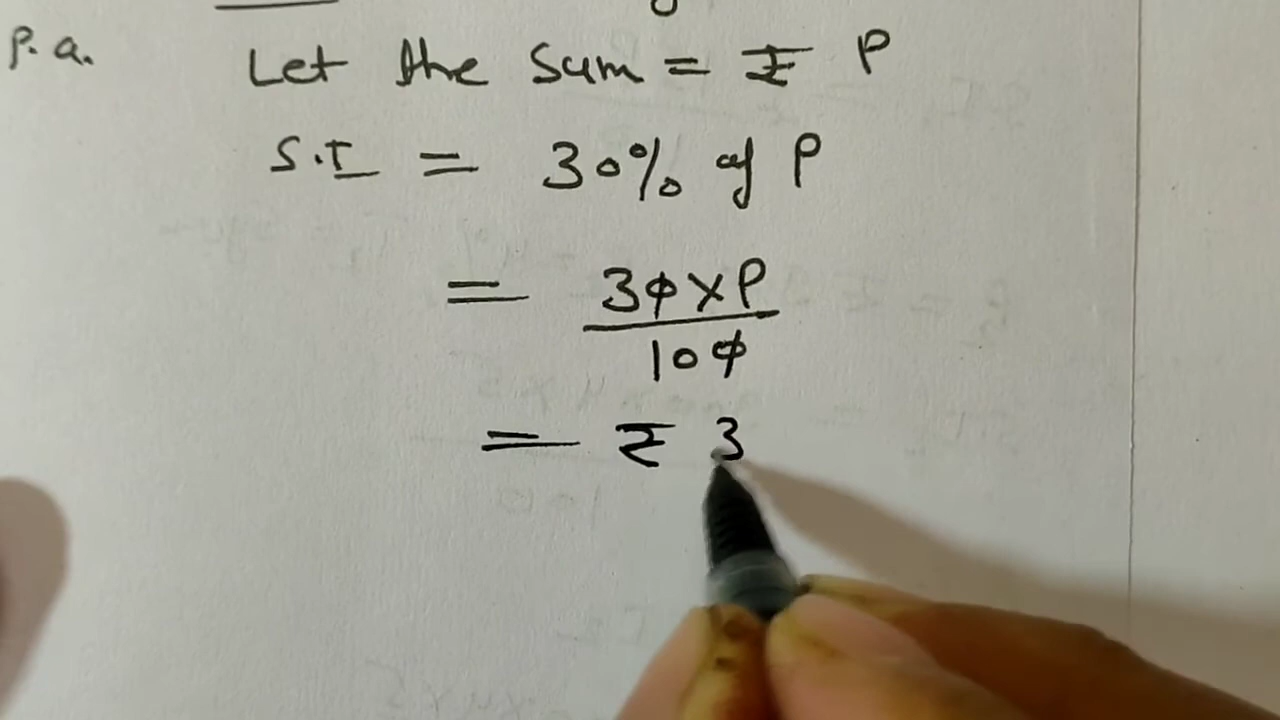 P.a.
Let the Sum = ₹ P
S.I = 30% of P
= 30 X P
100
= ₹ 3